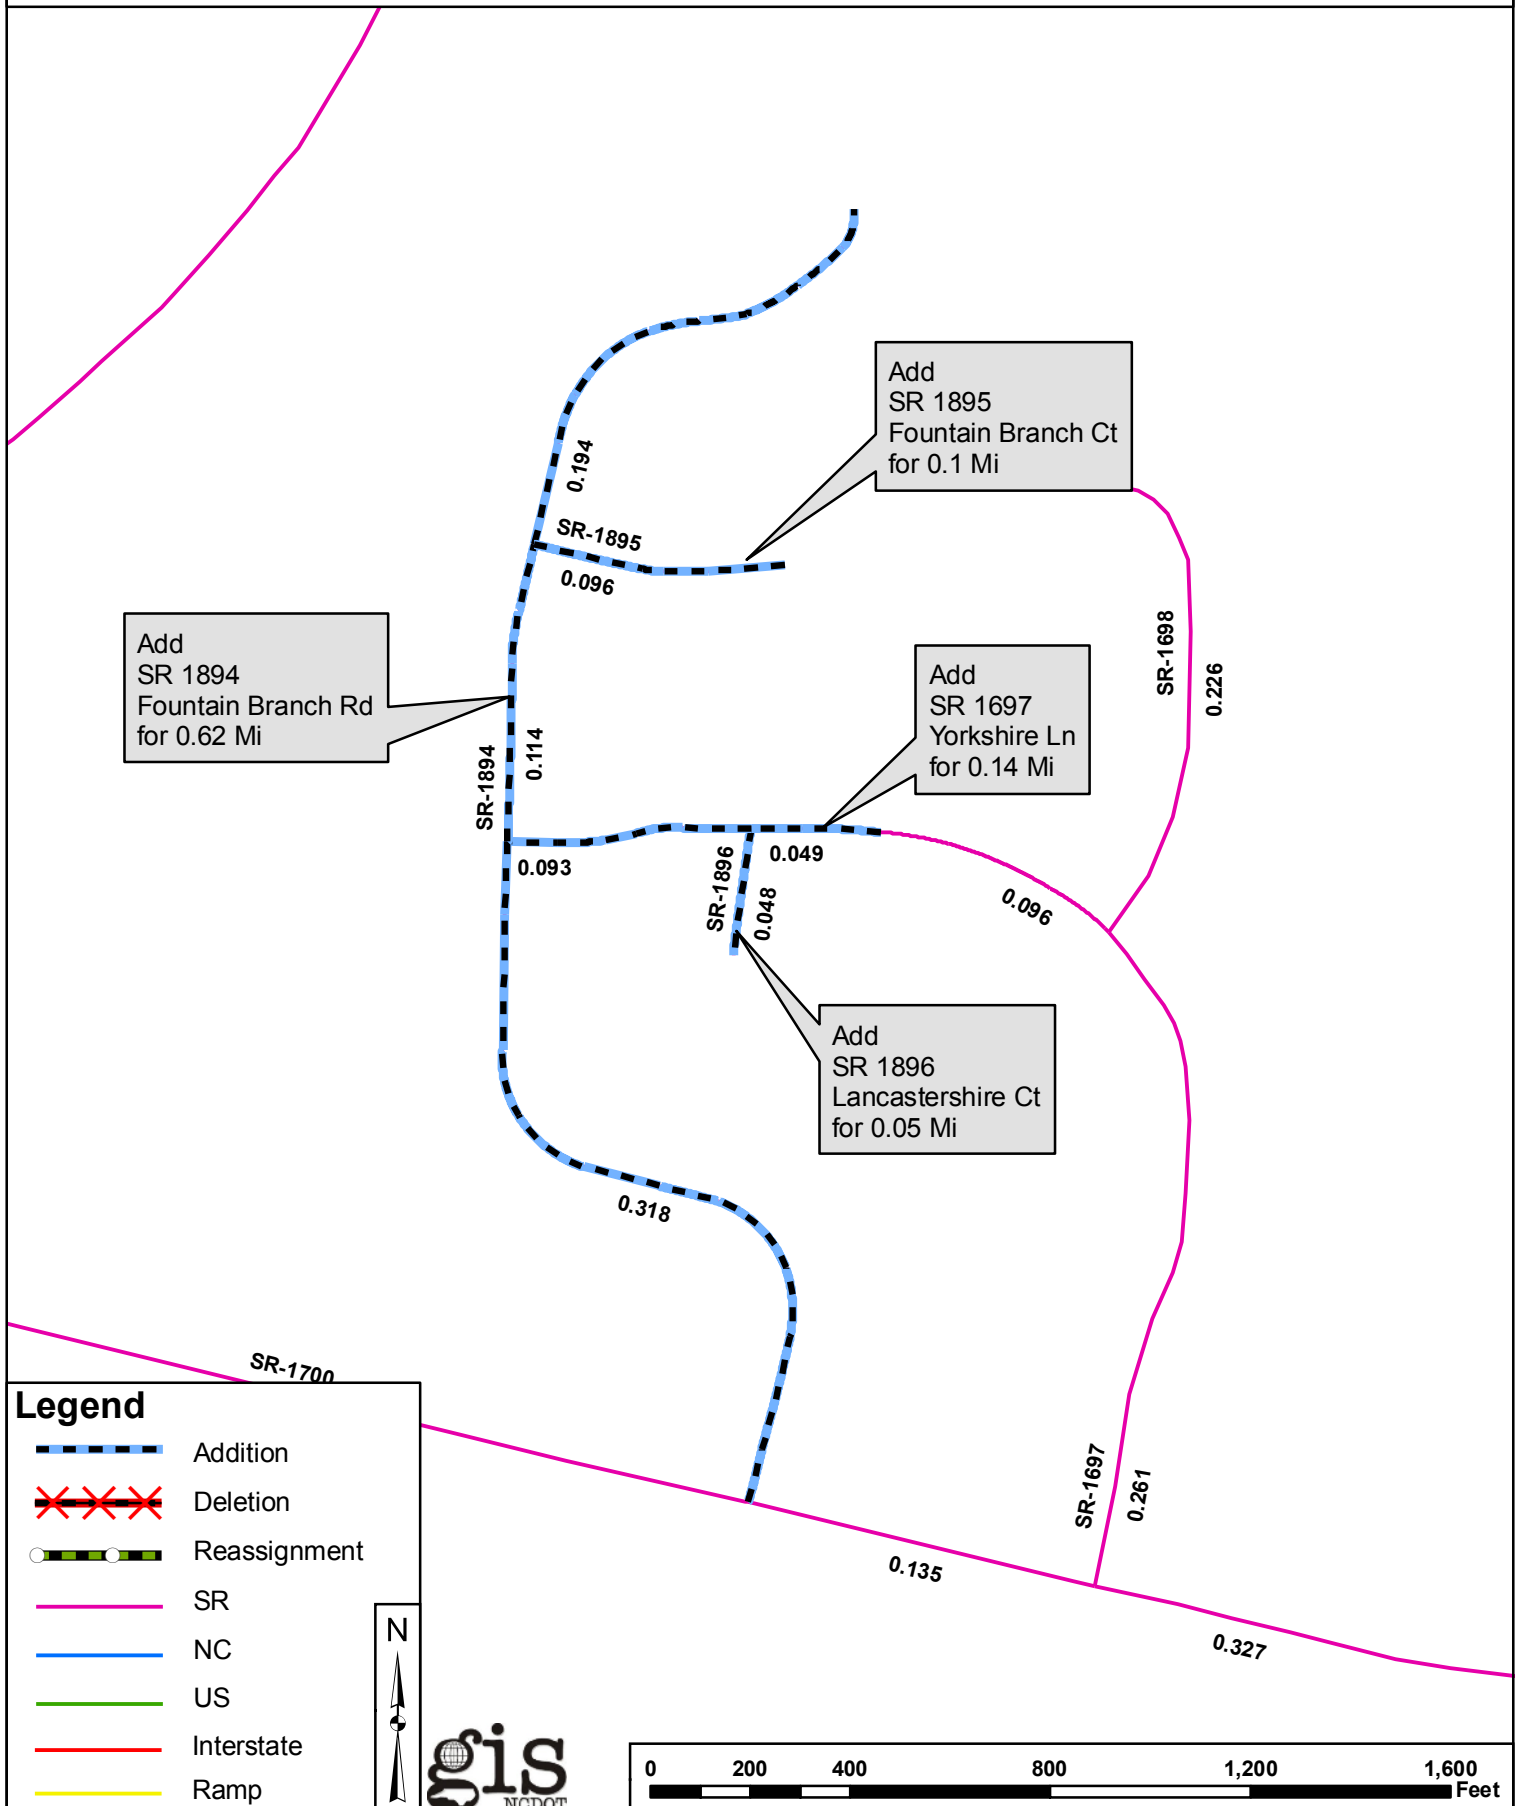 Add
SR 1895
Fountain Branch Ct
for 0.1 Mi
0.194
SR-1895
0.096
Add
SR 1894
Fountain Branch Rd
for 0.62 Mi
SR-1698
0.226
Add
SR 1697
Yorkshire Ln
for 0.14 Mi
SR-1894
0.114
0.093
SR-1896
0.049
0.048
0.096
Add
SR 1896
Lancastershire Ct
for 0.05 Mi
0.318
SR-1700
SR-1697
0.261
0.135
0.327
Legend
Addition
Deletion
Reassignment
SR
NC
US
Interstate
Ramp
N
gis
NCDOT
0 200 400 800 1,200 1,600
Feet